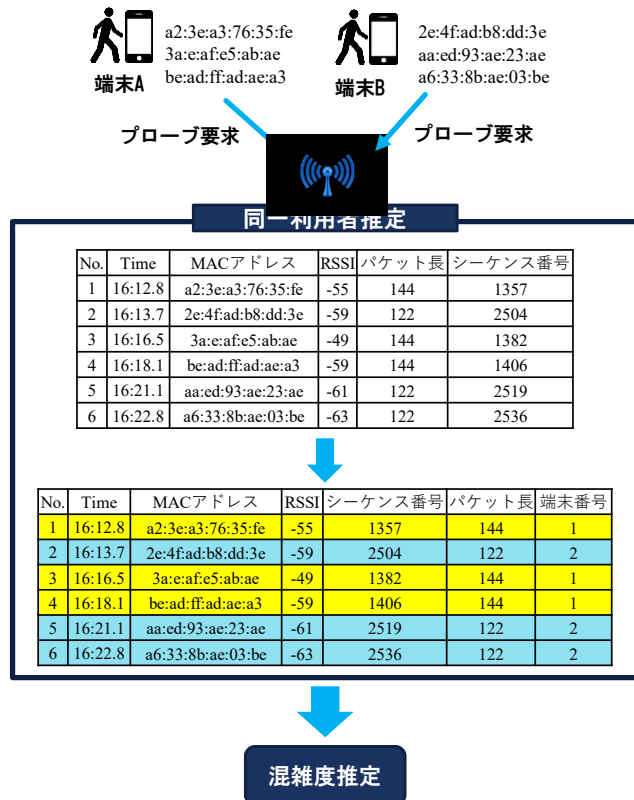 a2:3e:a3:76:35:fe
3a:e:af:e5:ab:ae
be:ad:ff:ad:ae:a3
端末A
2e:4f:ad:b8:dd:3e
aa:ed:93:ae:23:ae
a6:33:8b:ae:03:be
端末B
プローブ要求
プローブ要求
同一利用者推定
No. Time MACアドレス RSSI パケット長 シーケンス番号
1 16:12.8 a2:3e:a3:76:35:fe -55 144 1357
2 16:13.7 2e:4f:ad:b8:dd:3e -59 122 2504
3 16:16.5 3a:e:af:e5:ab:ae -49 144 1382
4 16:18.1 be:ad:ff:ad:ae:a3 -59 144 1406
5 16:21.1 aa:ed:93:ae:23:ae -61 122 2519
6 16:22.8 a6:33:8b:ae:03:be -63 122 2536
No. Time MACアドレス RSSI シーケンス番号 パケット長 端末番号
1 16:12.8 a2:3e:a3:76:35:fe -55 1357 144 1
2 16:13.7 2e:4f:ad:b8:dd:3e -59 2504 122 2
3 16:16.5 3a:e:af:e5:ab:ae -49 1382 144 1
4 16:18.1 be:ad:ff:ad:ae:a3 -59 1406 144 1
5 16:21.1 aa:ed:93:ae:23:ae -61 2519 122 2
6 16:22.8 a6:33:8b:ae:03:be -63 2536 122 2
混雑度推定